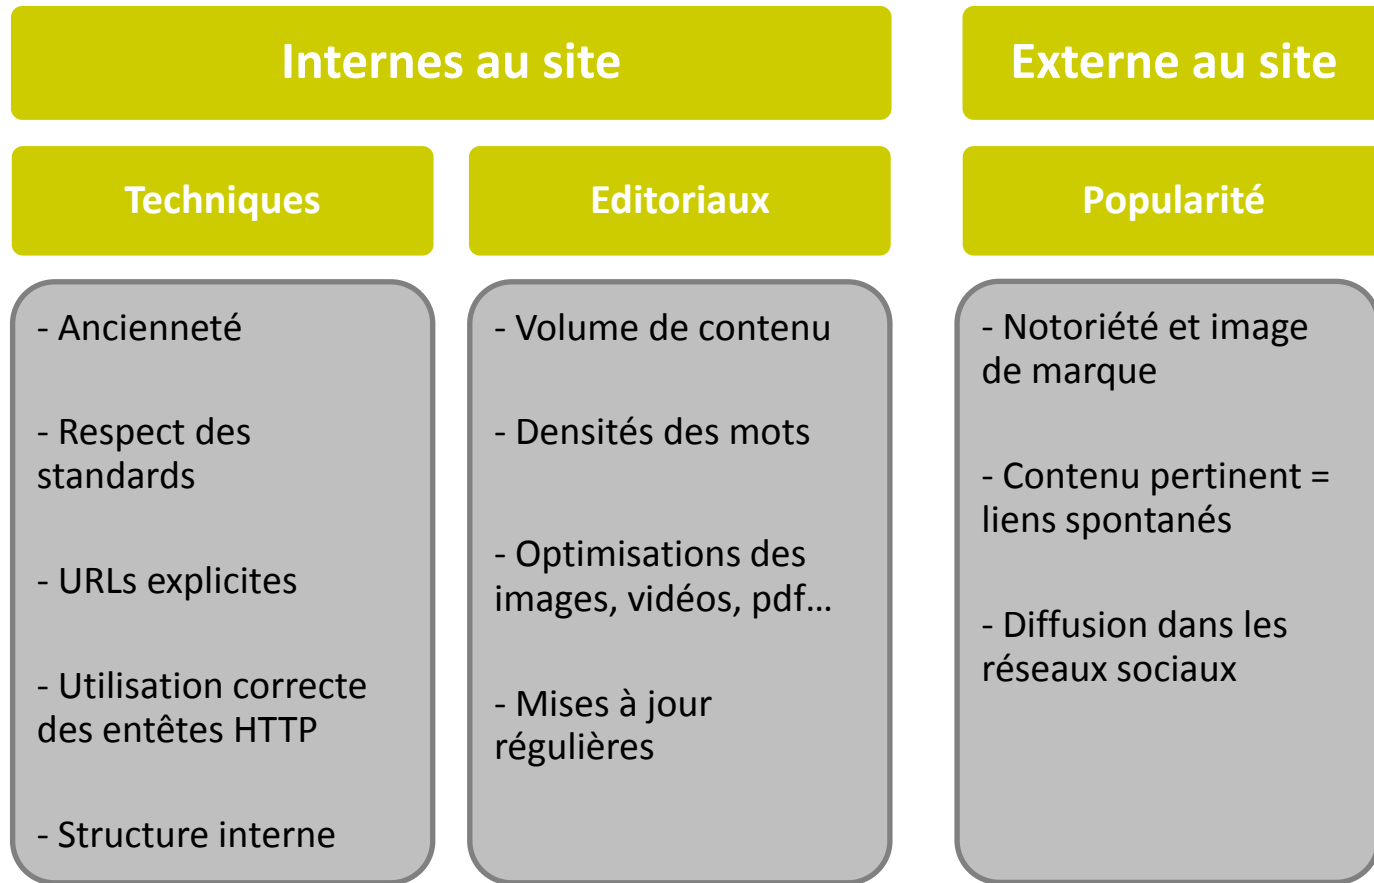 Internes au site
Externe au site
Techniques
Editoriaux
Popularité
- Ancienneté
- Respect des
standards
- URLs explicites
- Utilisation correcte
des entêtes HTTP
- Structure interne
- Volume de contenu
- Densités des mots
- Optimisations des
images, vidéos, pdf…
- Mises à jour
régulières
- Notoriété et image
de marque
- Contenu pertinent =
liens spontanés
- Diffusion dans les
réseaux sociaux